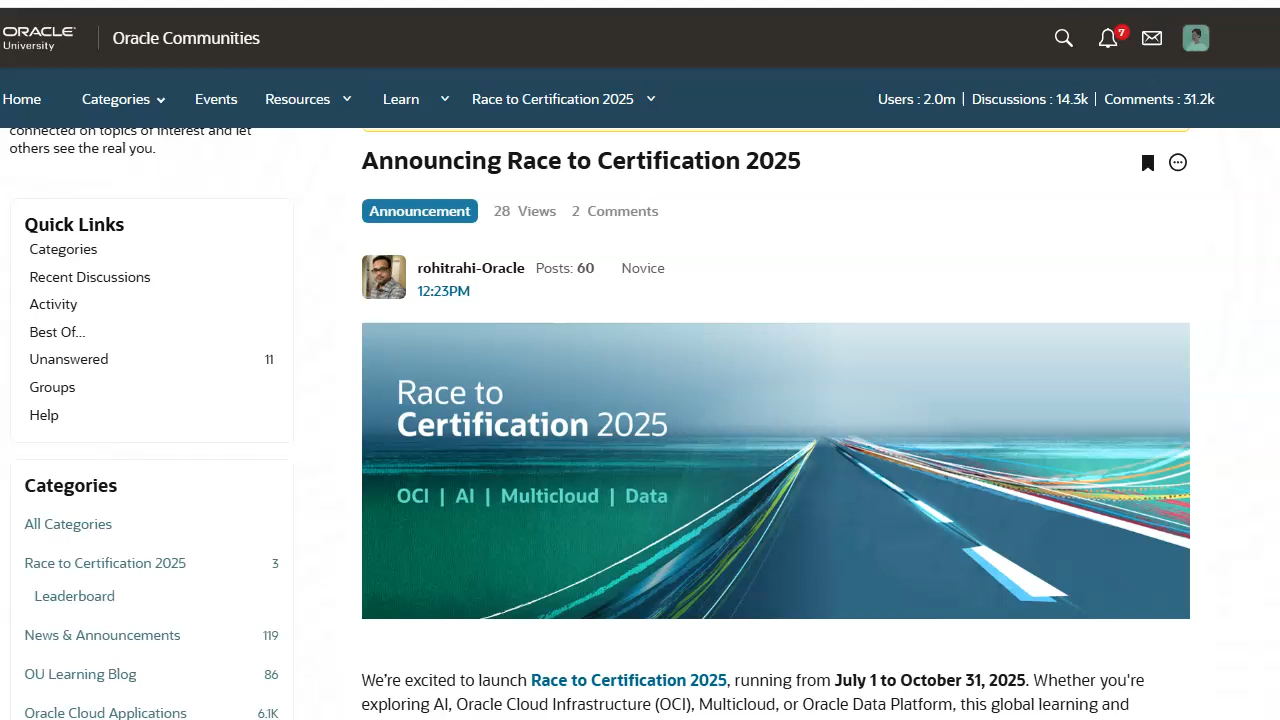 ORACLE
University
Oracle Communities
7
Home
Categories
Events
Resources
Learn
Race to Certification 2025
Users : 2.0m | Discussions : 14.3k | Comments : 31.2k
connected on topics of interest and let
others see the real you.
Quick Links
Categories
Recent Discussions
Activity
Best Of...
Unanswered 11
Groups
Help
Categories
All Categories
Race to Certification 2025 3
Leaderboard
News & Announcements 119
OU Learning Blog 86
Oracle Cloud Applications 6.1K
Announcing Race to Certification 2025
Announcement 28 Views 2 Comments
rohitrahi-Oracle Posts: 60 Novice
12:23PM
Race to
Certification 2025
OCI | AI | Multicloud | Data
We're excited to launch Race to Certification 2025, running from July 1 to October 31, 2025. Whether you're
exploring AI, Oracle Cloud Infrastructure (OCI), Multicloud, or Oracle Data Platform, this global learning and